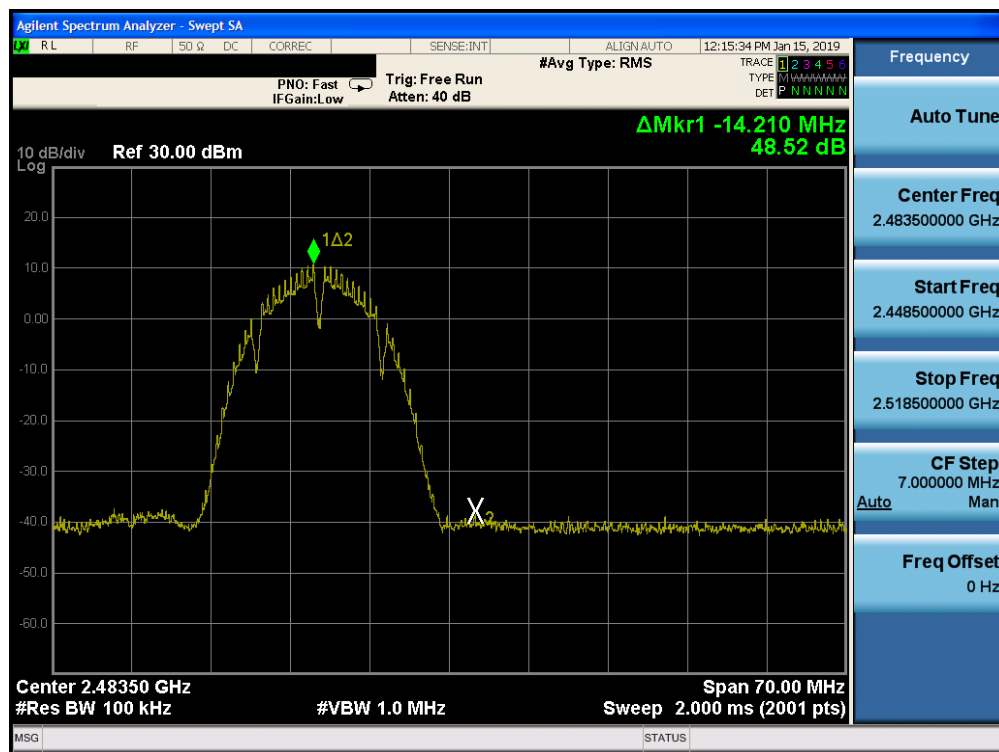 Agilent Spectrum Analyzer - Swept SA
LXI RL RF 50 Ω DC CORREC SENSE:INT ALIGN AUTO 12:15:34 PM Jan 15, 2019
#Avg Type: RMS TRACE 1 2 3 4 5 6
PNO: Fast Trig: Free Run TYPE M WWWWW
IFGain:Low Atten: 40 dB DET P N N N N N
ΔMkr1 -14.210 MHz
48.52 dB
10 dB/div Ref 30.00 dBm
Log
20.0
1Δ2
10.0
0.00
-10.0
-20.0
-30.0
-40.0
2
-50.0
-60.0
Center 2.48350 GHz Span 70.00 MHz
#Res BW 100 kHz #VBW 1.0 MHz Sweep 2.000 ms (2001 pts)
MSG STATUS
Frequency
Auto Tune
Center Freq
2.483500000 GHz
Start Freq
2.448500000 GHz
Stop Freq
2.518500000 GHz
CF Step
7.000000 MHz
Auto Man
Freq Offset
0 Hz